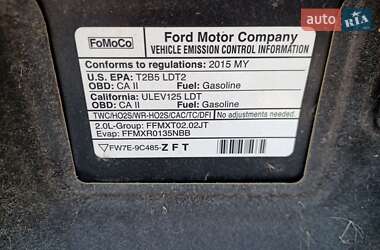 auto.ria.com
FoMoCo
Ford Motor Company
VEHICLE EMISSION CONTROL INFORMATION
Conforms to regulations: 2015 MY
U.S. EPA: T2B5 LDT2
OBD: CA II Fuel: Gasoline
California: ULEV125 LDT
OBD: CA II Fuel: Gasoline
TWC/HO2S/WR-HO2S/CAC/TC/DFI No adjustments needed.
2.0L-Group: FFMXT02.02JT
Evap: FFMXR0135NBB
FW7E-9C485-ZFT